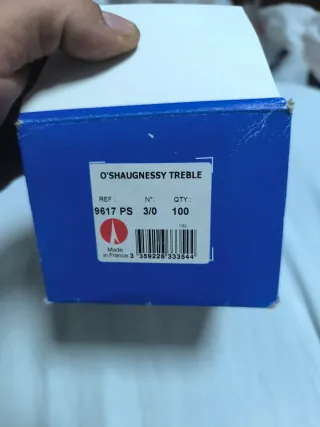 O'SHAUGNESSY TREBLE
REF : N°: QTY :
9617 PS 3/0 100
Made
in France
3 359226 333544